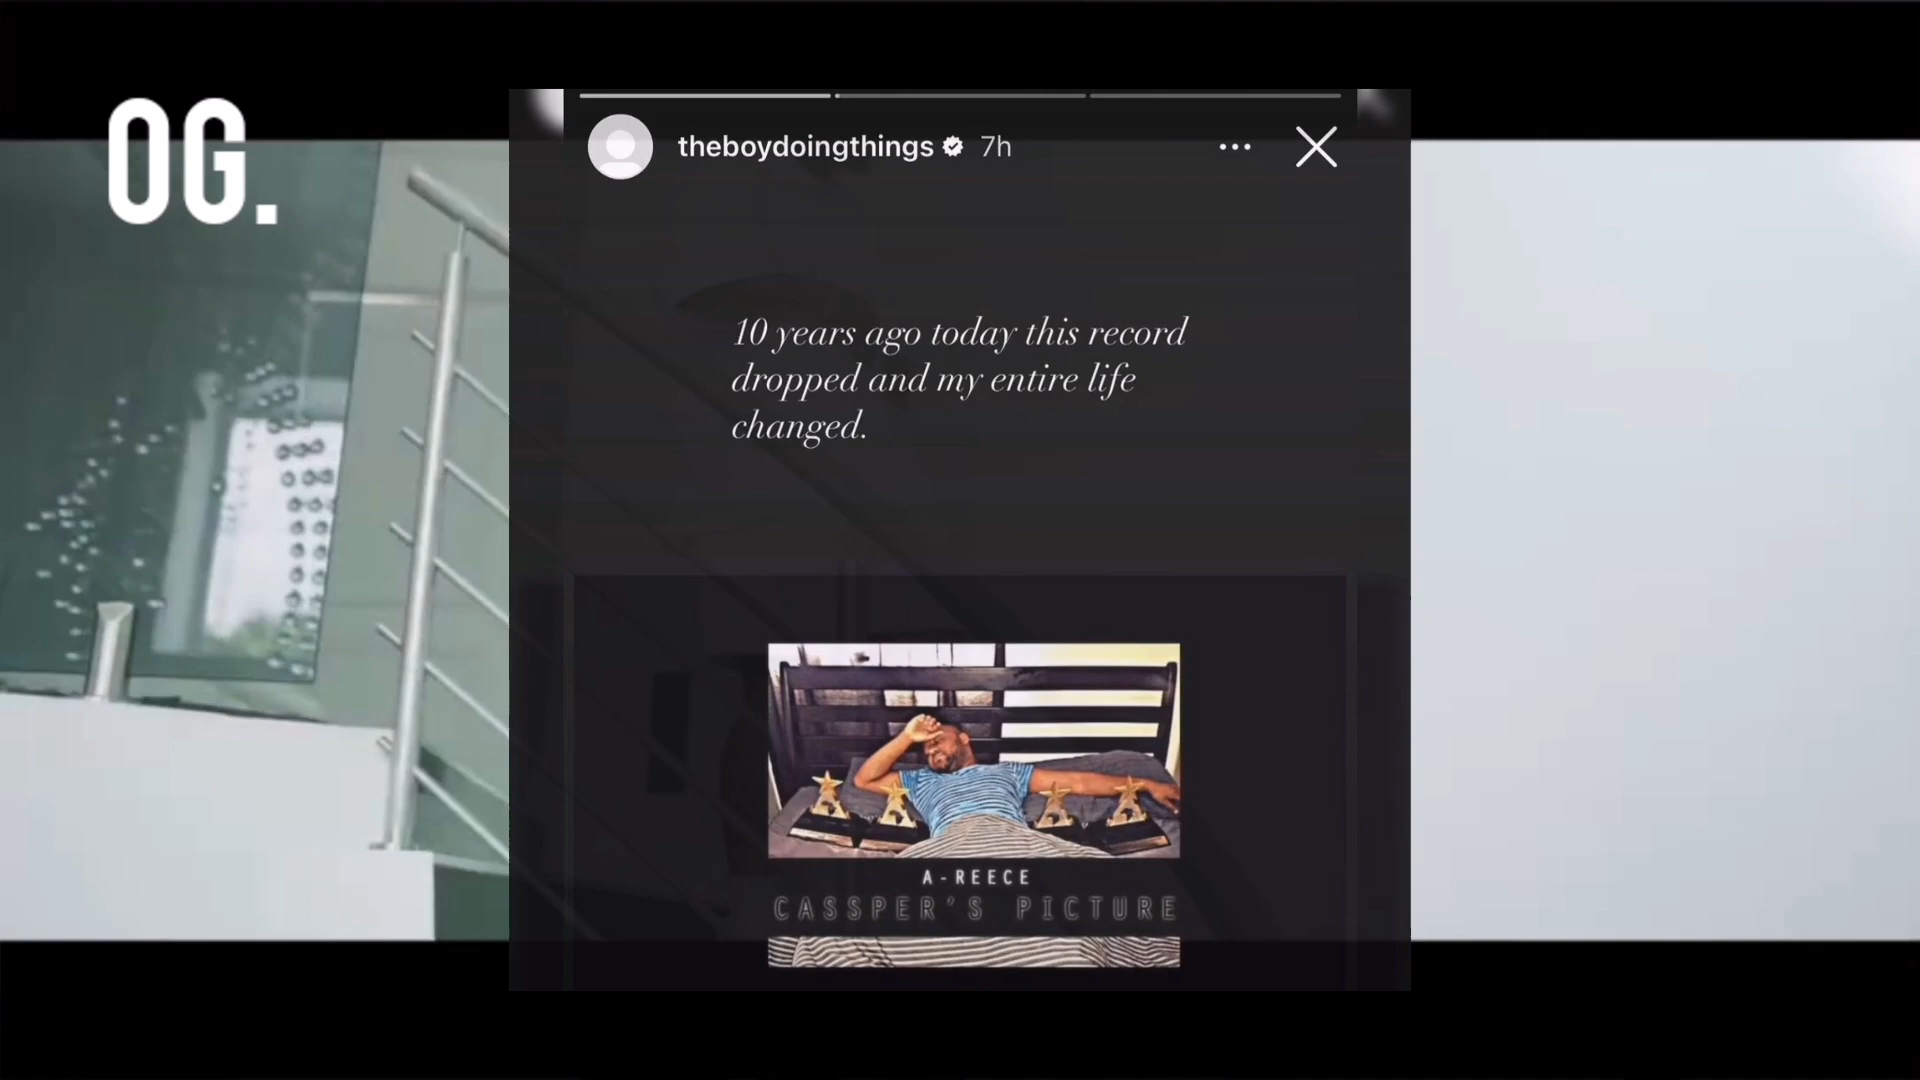 OG.
theboydoingthings 7h
10 years ago today this record
dropped and my entire life
changed.
A-REECE
CASSPER'S PICTURE